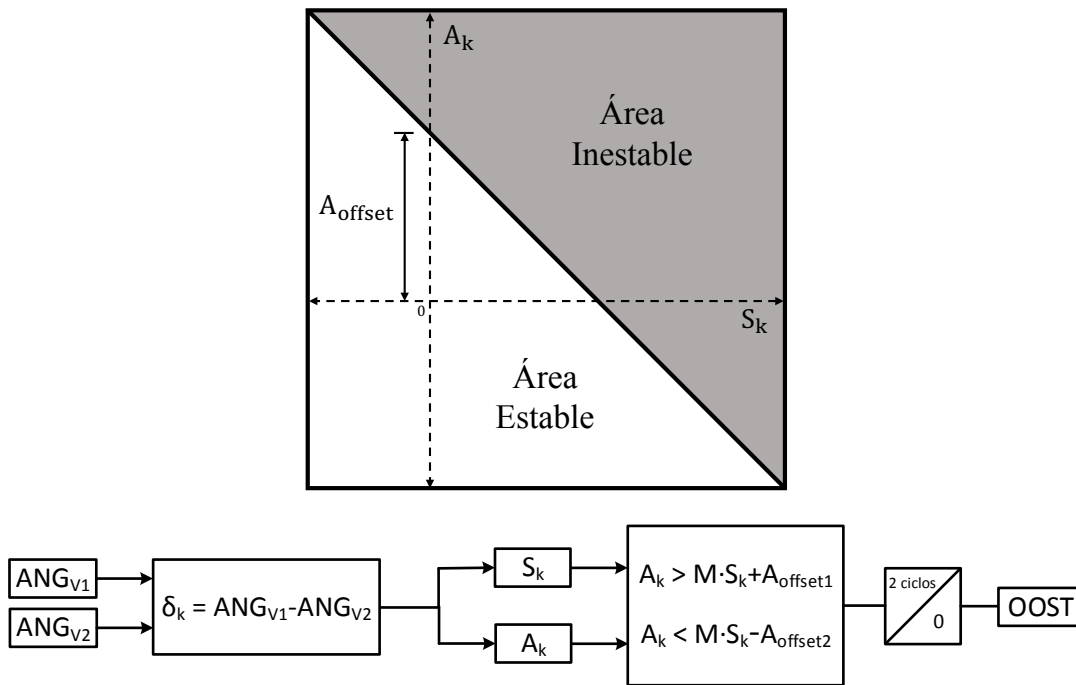 A_k
Área
Inestable
A_offset
0
S_k
Área
Estable
ANG_V1
ANG_V2
δ_k = ANG_V1-ANG_V2
S_k
A_k
A_k > M·S_k+A_offset1
A_k < M·S_k-A_offset2
2 ciclos
0
OOST